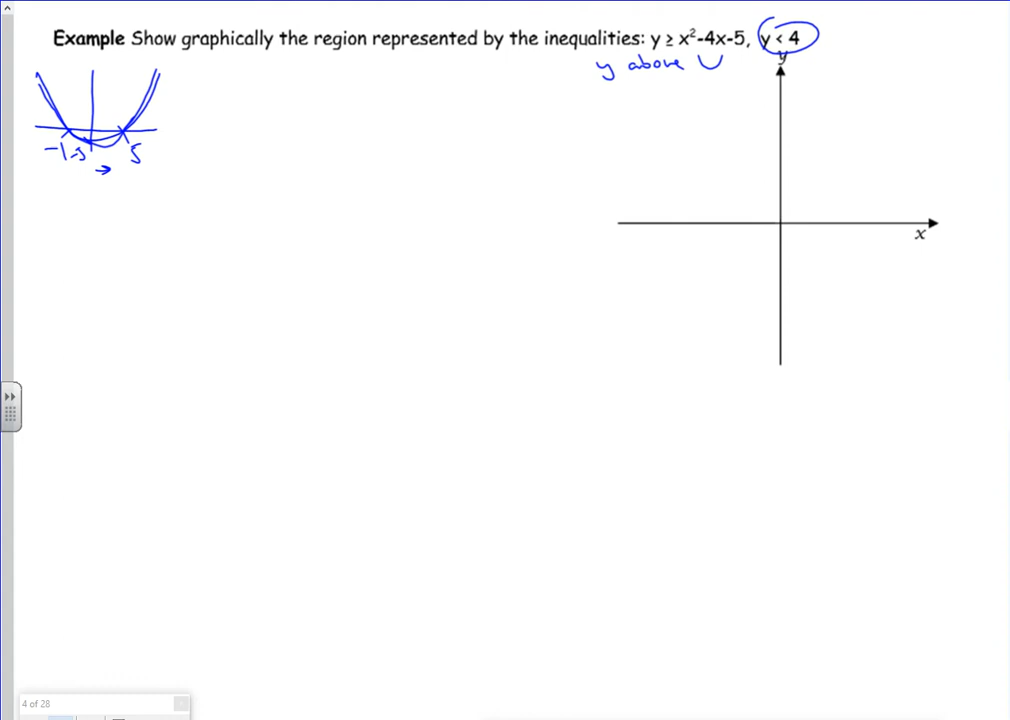 Example Show graphically the region represented by the inequalities: y ≥ x²-4x-5, y < 4
y above ∪
y
-1 -5 5
x
4 of 28